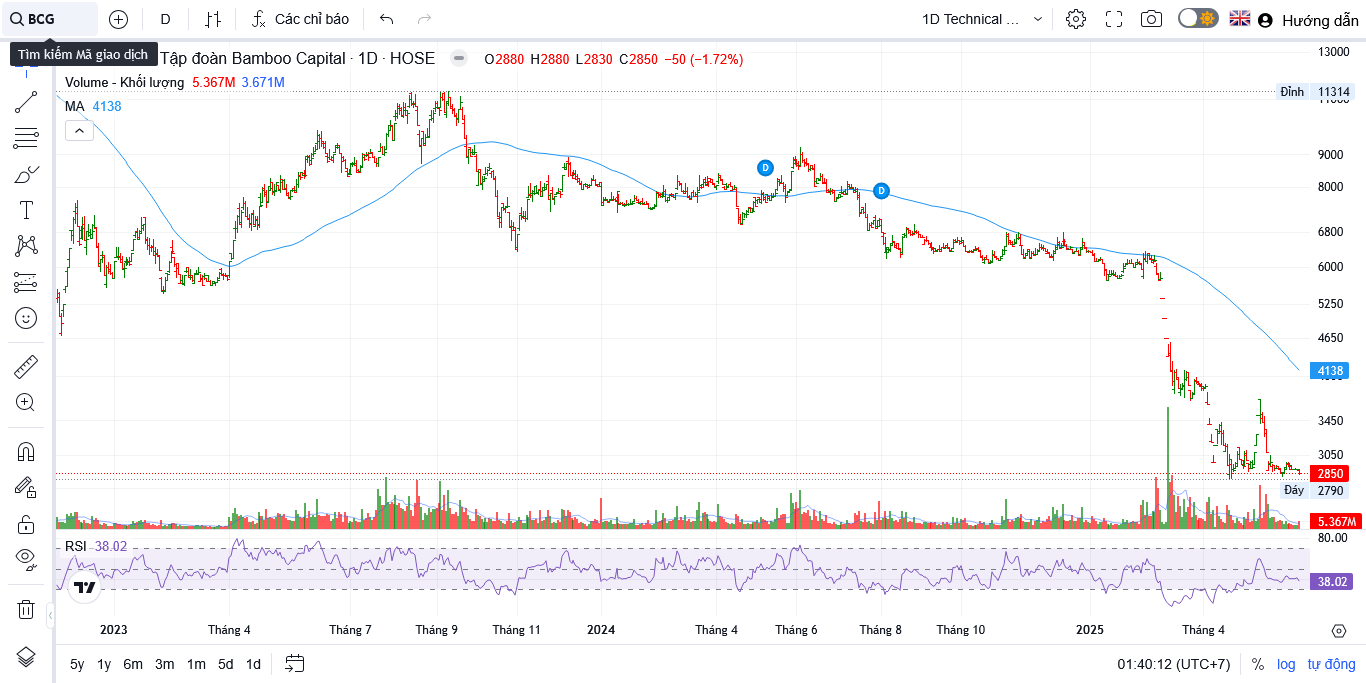 BCG
D
Các chỉ báo
1D Technical ...
Hướng dẫn
Tìm kiếm Mã giao dịch
Tập đoàn Bamboo Capital · 1D · HOSE
O2880 H2880 L2830 C2850 −50 (−1.72%)
Volume - Khối lượng 5.367M 3.671M
MA 4138
13000
Đỉnh 11314
11000
9000
8000
6800
6000
5250
4650
4138
3450
3050
2850
Đáy 2790
5.367M
D
D
RSI 38.02
80.00
38.02
2023 Tháng 4 Tháng 7 Tháng 9 Tháng 11 2024 Tháng 4 Tháng 6 Tháng 8 Tháng 10 2025 Tháng 4
5y 1y 6m 3m 1m 5d 1d
01:40:12 (UTC+7) % log tự động